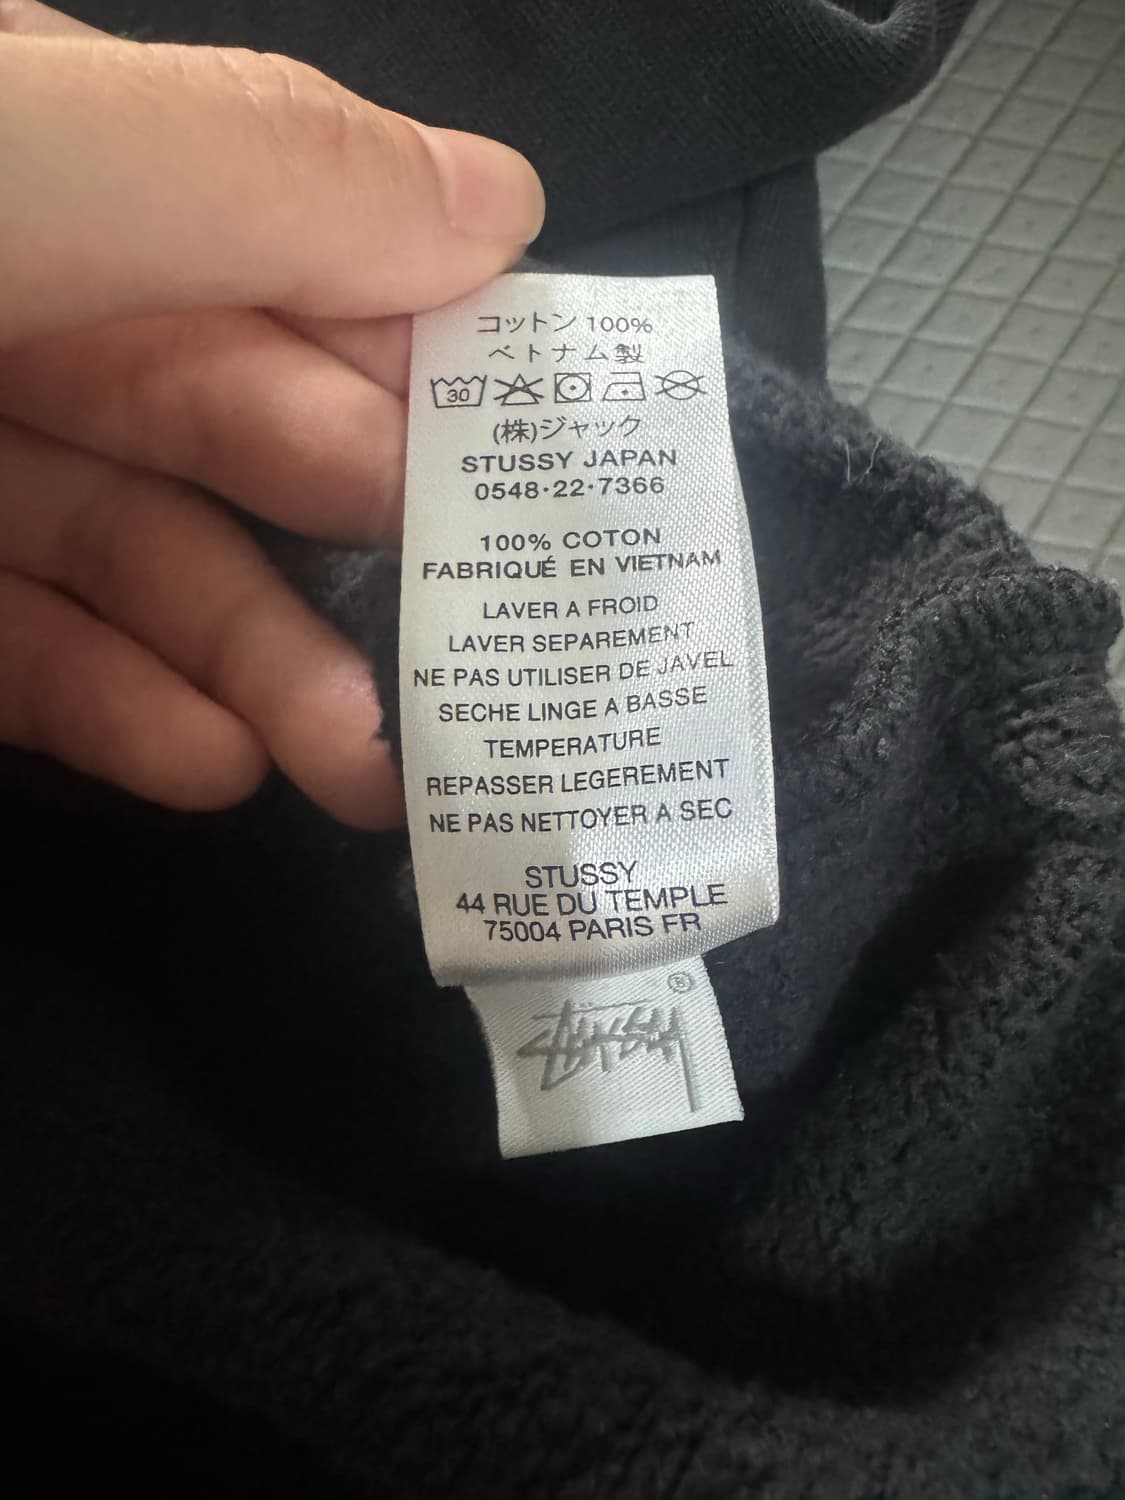 コットン 100%
ベトナム製
30
(株)ジャック
STUSSY JAPAN
0548·22·7366
100% COTON
FABRIQUÉ EN VIETNAM
LAVER A FROID
LAVER SEPAREMENT
NE PAS UTILISER DE JAVEL
SECHE LINGE A BASSE
TEMPERATURE
REPASSER LEGEREMENT
NE PAS NETTOYER A SEC
STUSSY
44 RUE DU TEMPLE
75004 PARIS FR
®
STÜSSY